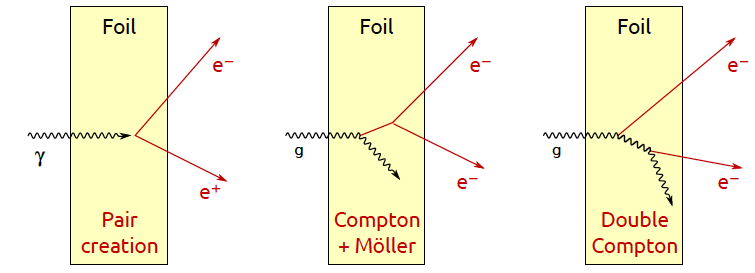 Foil
e−
γ
e+
Pair
creation
Foil
e−
g
e−
Compton
+ Möller
Foil
e−
g
e−
Double
Compton